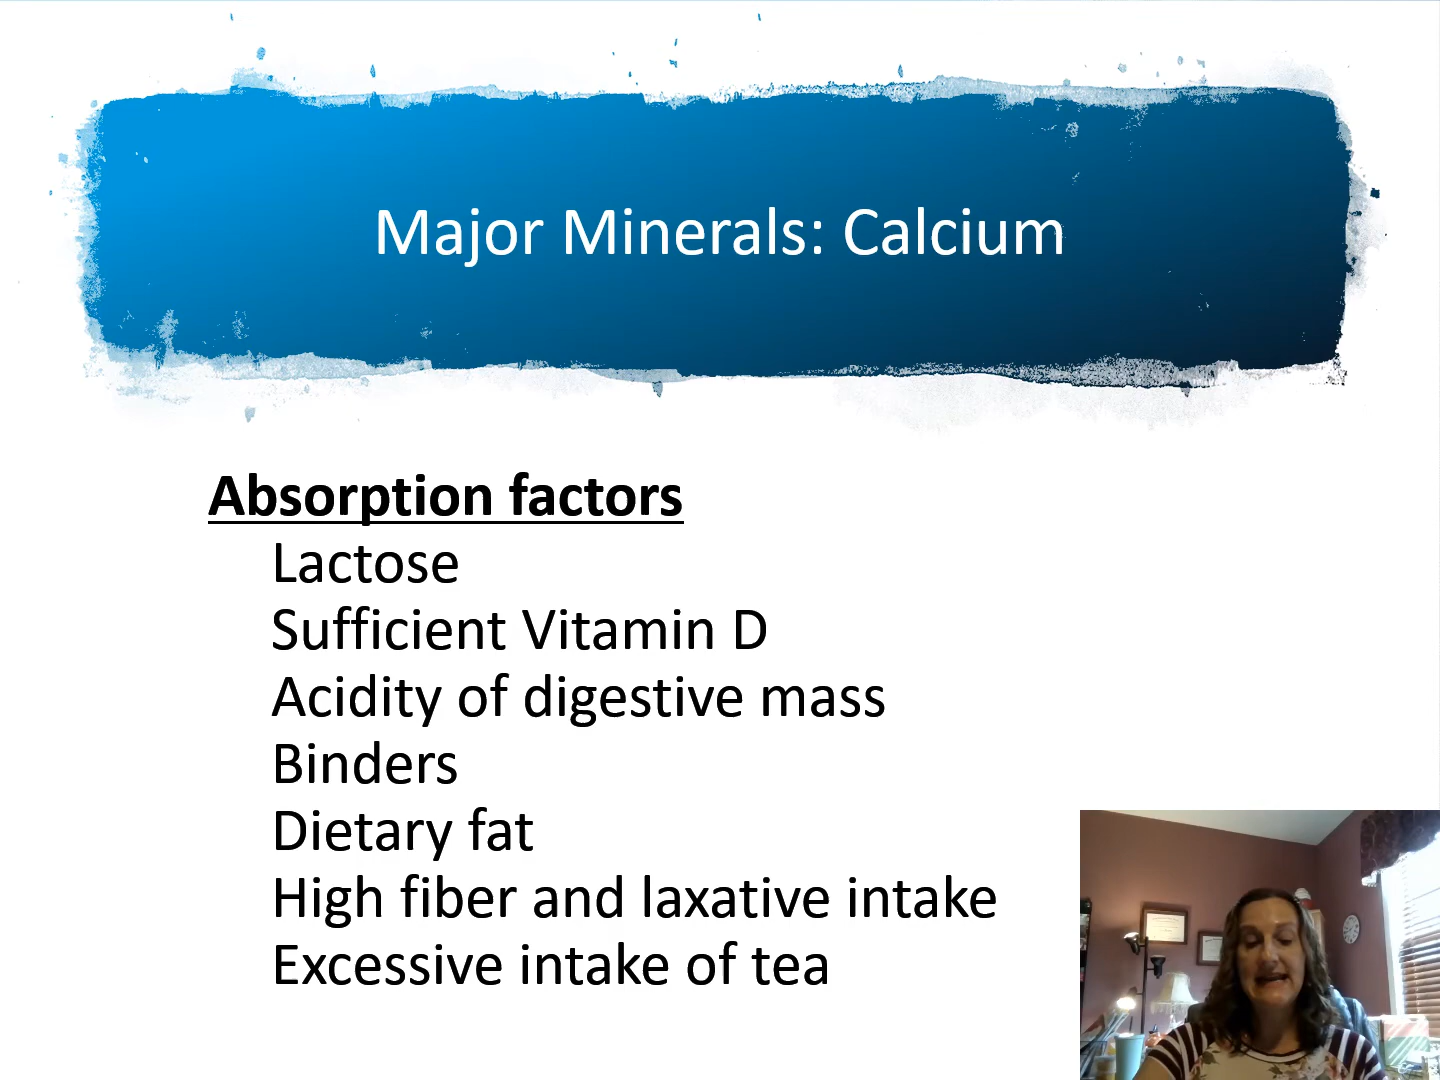 Major Minerals: Calcium
Absorption factors
Lactose
Sufficient Vitamin D
Acidity of digestive mass
Binders
Dietary fat
High fiber and laxative intake
Excessive intake of tea